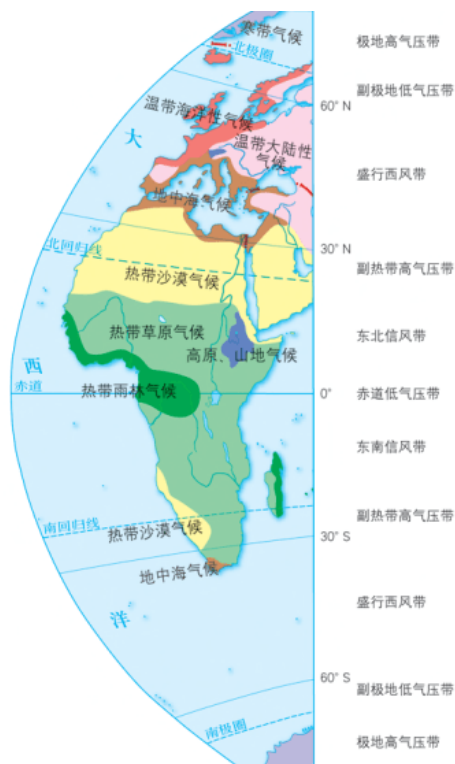 寒带气候
极地高气压带
北极圈
副极地低气压带
60° N
温带海洋性气候
大
温带大陆性
气候
盛行西风带
地中海气候
30° N
北回归线
副热带高气压带
热带沙漠气候
热带草原气候
东北信风带
高原、山地气候
西
赤道
热带雨林气候
0°
赤道低气压带
东南信风带
副热带高气压带
南回归线
热带沙漠气候
30° S
地中海气候
盛行西风带
洋
60° S
副极地低气压带
南极圈
极地高气压带